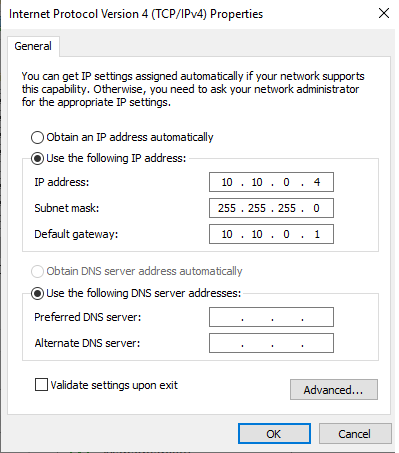 Internet Protocol Version 4 (TCP/IPv4) Properties
General
You can get IP settings assigned automatically if your network supports
this capability. Otherwise, you need to ask your network administrator
for the appropriate IP settings.
Obtain an IP address automatically
Use the following IP address:
IP address: 10 . 10 . 0 . 4
Subnet mask: 255 . 255 . 255 . 0
Default gateway: 10 . 10 . 0 . 1
Obtain DNS server address automatically
Use the following DNS server addresses:
Preferred DNS server: . . .
Alternate DNS server: . . .
Validate settings upon exit
Advanced...
OK Cancel